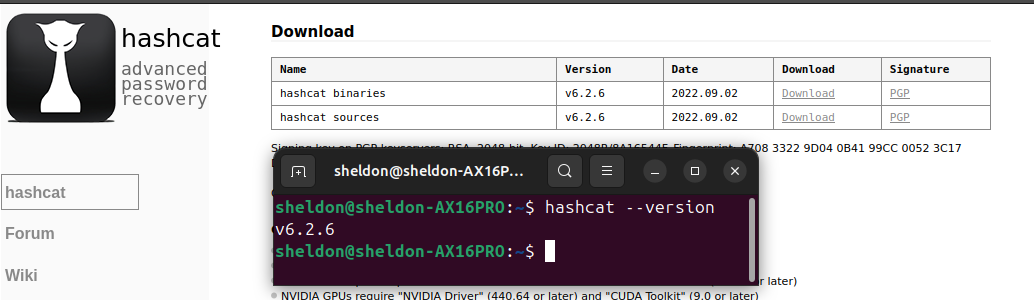 hashcat
advanced
password
recovery
hashcat
Forum
Wiki
Download
Name Version Date Download Signature
hashcat binaries v6.2.6 2022.09.02 Download PGP
hashcat sources v6.2.6 2022.09.02 Download PGP
Signing key on PGP keyservers: RSA, 2048-bit. Key ID: 2048R/8A16544F. Fingerprint: A708 3322 9D04 0B41 99CC 0052 3C17
sheldon@sheldon-AX16P...
sheldon@sheldon-AX16PRO:~$ hashcat --version
v6.2.6
sheldon@sheldon-AX16PRO:~$
or later)
NVIDIA GPUs require "NVIDIA Driver" (440.64 or later) and "CUDA Toolkit" (9.0 or later)